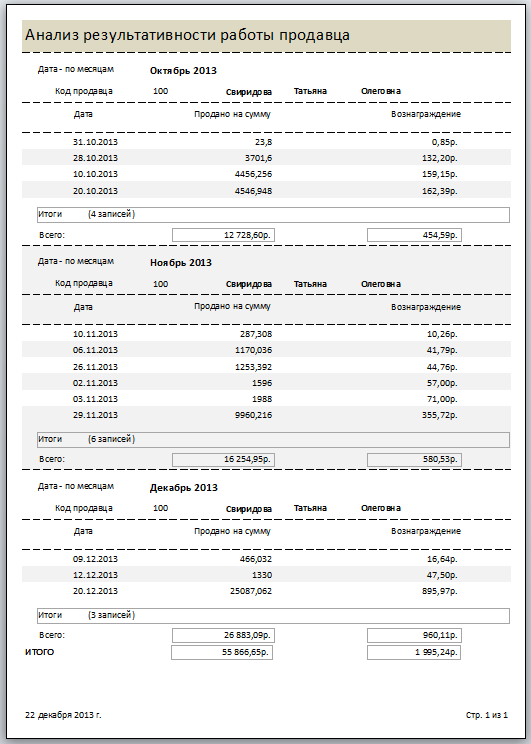 Анализ результативности работы продавца
Дата - по месяцам Октябрь 2013
Код продавца 100 Свиридова Татьяна Олеговна
Дата Продано на сумму Вознаграждение
31.10.2013 23,8 0,85р.
28.10.2013 3701,6 132,20р.
10.10.2013 4456,256 159,15р.
20.10.2013 4546,948 162,39р.
Итоги (4 записей)
Всего: 12 728,60р. 454,59р.
Дата - по месяцам Ноябрь 2013
Код продавца 100 Свиридова Татьяна Олеговна
Дата Продано на сумму Вознаграждение
10.11.2013 287,308 10,26р.
06.11.2013 1170,036 41,79р.
26.11.2013 1253,392 44,76р.
02.11.2013 1596 57,00р.
03.11.2013 1988 71,00р.
29.11.2013 9960,216 355,72р.
Итоги (6 записей)
Всего: 16 254,95р. 580,53р.
Дата - по месяцам Декабрь 2013
Код продавца 100 Свиридова Татьяна Олеговна
Дата Продано на сумму Вознаграждение
09.12.2013 466,032 16,64р.
12.12.2013 1330 47,50р.
20.12.2013 25087,062 895,97р.
Итоги (3 записей)
Всего: 26 883,09р. 960,11р.
ИТОГО 55 866,65р. 1 995,24р.
22 декабря 2013 г. Стр. 1 из 1